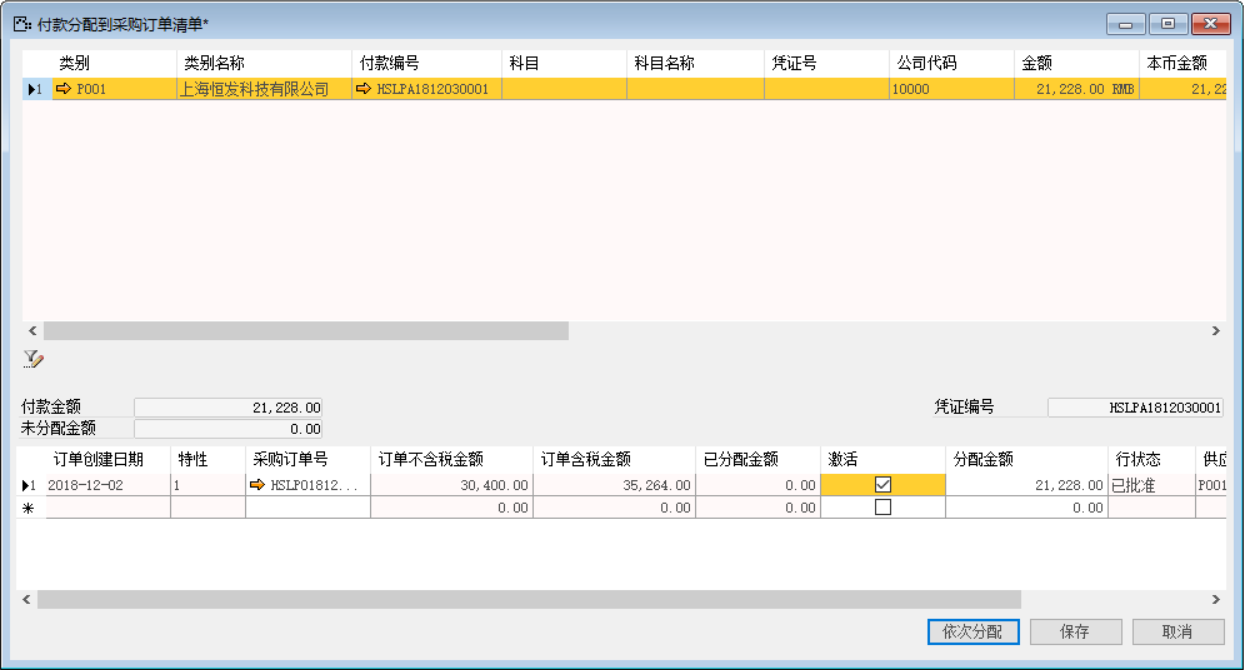 付款分配到采购订单清单*
类别 类别名称 付款编号 科目 科目名称 凭证号 公司代码 金额 本币金额
1 P001 上海恒发科技有限公司 HSLPA1812030001 10000 21,228.00 RMB 21,22
付款金额 21,228.00 凭证编号 HSLPA1812030001
未分配金额 0.00
订单创建日期 特性 采购订单号 订单不含税金额 订单含税金额 已分配金额 激活 分配金额 行状态 供应
1 2018-12-02 1 HSLPO1812... 30,400.00 35,264.00 0.00 21,228.00 已批准 P001
* 0.00 0.00 0.00 0.00
依次分配 保存 取消